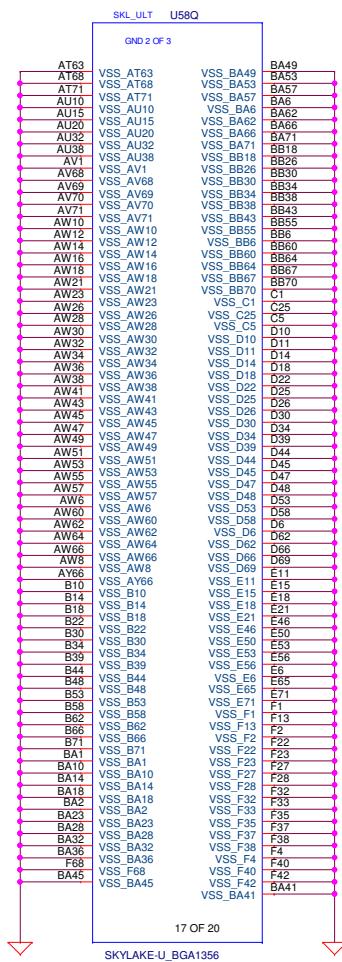 SKL_ULT U58Q
GND 2 OF 3
AT63 VSS_AT63 VSS_BA49 BA49
AT68 VSS_AT68 VSS_BA53 BA53
AT71 VSS_AT71 VSS_BA57 BA57
AU10 VSS_AU10 VSS_BA6 BA6
AU15 VSS_AU15 VSS_BA62 BA62
AU20 VSS_AU20 VSS_BA66 BA66
AU32 VSS_AU32 VSS_BA71 BA71
AU38 VSS_AU38 VSS_BB18 BB18
AV1 VSS_AV1 VSS_BB26 BB26
AV68 VSS_AV68 VSS_BB30 BB30
AV69 VSS_AV69 VSS_BB34 BB34
AV70 VSS_AV70 VSS_BB38 BB38
AV71 VSS_AV71 VSS_BB43 BB43
AW10 VSS_AW10 VSS_BB55 BB55
AW12 VSS_AW12 VSS_BB6 BB6
AW14 VSS_AW14 VSS_BB60 BB60
AW16 VSS_AW16 VSS_BB64 BB64
AW18 VSS_AW18 VSS_BB67 BB67
AW21 VSS_AW21 VSS_BB70 BB70
AW23 VSS_AW23 VSS_C1 C1
AW26 VSS_AW26 VSS_C25 C25
AW28 VSS_AW28 VSS_C5 C5
AW30 VSS_AW30 VSS_D10 D10
AW32 VSS_AW32 VSS_D11 D11
AW34 VSS_AW34 VSS_D14 D14
AW36 VSS_AW36 VSS_D18 D18
AW38 VSS_AW38 VSS_D22 D22
AW41 VSS_AW41 VSS_D25 D25
AW43 VSS_AW43 VSS_D26 D26
AW45 VSS_AW45 VSS_D30 D30
AW47 VSS_AW47 VSS_D34 D34
AW49 VSS_AW49 VSS_D39 D39
AW51 VSS_AW51 VSS_D44 D44
AW53 VSS_AW53 VSS_D45 D45
AW55 VSS_AW55 VSS_D47 D47
AW57 VSS_AW57 VSS_D48 D48
AW6 VSS_AW6 VSS_D53 D53
AW60 VSS_AW60 VSS_D58 D58
AW62 VSS_AW62 VSS_D6 D6
AW64 VSS_AW64 VSS_D62 D62
AW66 VSS_AW66 VSS_D66 D66
AW8 VSS_AW8 VSS_D69 D69
AY66 VSS_AY66 VSS_E11 E11
B10 VSS_B10 VSS_E15 E15
B14 VSS_B14 VSS_E18 E18
B18 VSS_B18 VSS_E21 E21
B22 VSS_B22 VSS_E46 E46
B30 VSS_B30 VSS_E50 E50
B34 VSS_B34 VSS_E53 E53
B39 VSS_B39 VSS_E56 E56
B44 VSS_B44 VSS_E6 E6
B48 VSS_B48 VSS_E65 E65
B53 VSS_B53 VSS_E71 E71
B58 VSS_B58 VSS_F1 F1
B62 VSS_B62 VSS_F13 F13
B66 VSS_B66 VSS_F2 F2
B71 VSS_B71 VSS_F22 F22
BA1 VSS_BA1 VSS_F23 F23
BA10 VSS_BA10 VSS_F27 F27
BA14 VSS_BA14 VSS_F28 F28
BA18 VSS_BA18 VSS_F32 F32
BA2 VSS_BA2 VSS_F33 F33
BA23 VSS_BA23 VSS_F35 F35
BA28 VSS_BA28 VSS_F37 F37
BA32 VSS_BA32 VSS_F38 F38
BA36 VSS_BA36 VSS_F4 F4
F68 VSS_F68 VSS_F40 F40
BA45 VSS_BA45 VSS_F42 F42
VSS_BA41 BA41
17 OF 20
SKYLAKE-U_BGA1356